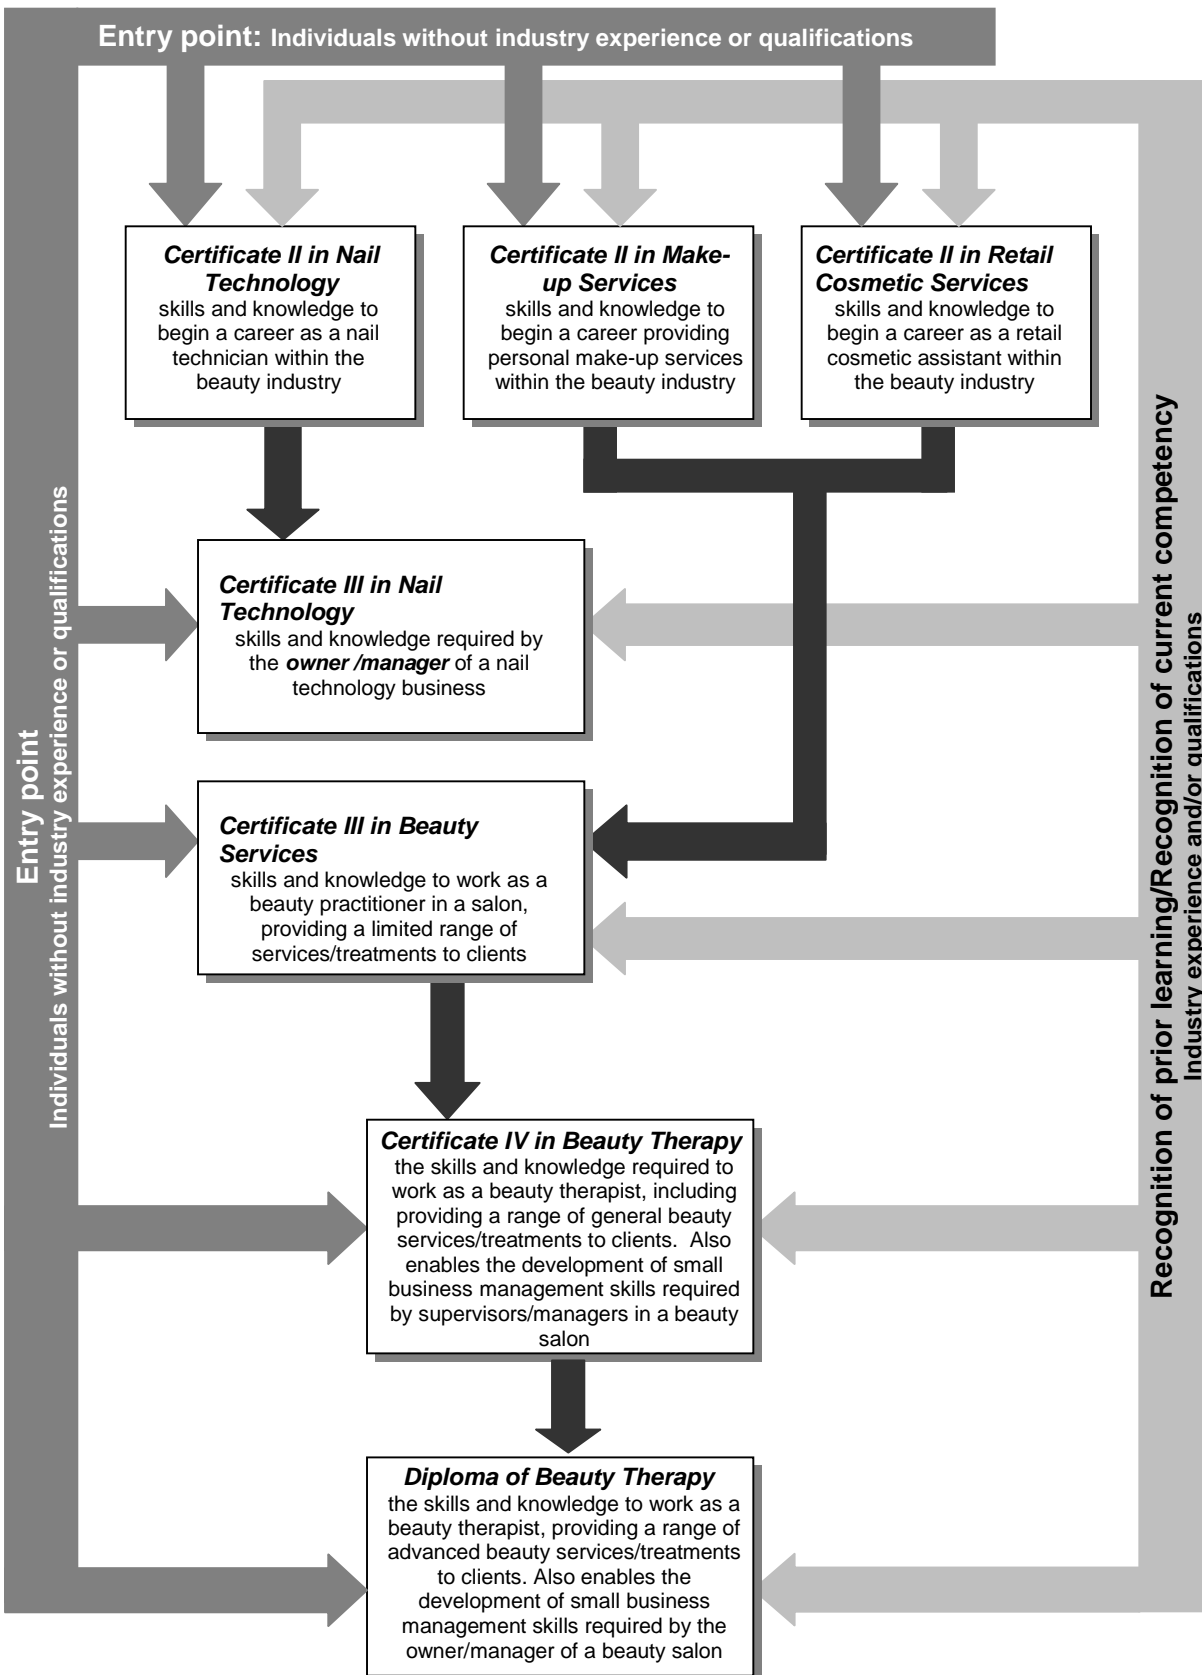 Entry point: Individuals without industry experience or qualifications
Certificate II in Nail
Technology
skills and knowledge to
begin a career as a nail
technician within the
beauty industry
Certificate II in Make-
up Services
skills and knowledge to
begin a career providing
personal make-up services
within the beauty industry
Certificate II in Retail
Cosmetic Services
skills and knowledge to
begin a career as a retail
cosmetic assistant within
the beauty industry
Certificate III in Nail
Technology
skills and knowledge required by
the owner /manager of a nail
technology business
Certificate III in Beauty
Services
skills and knowledge to work as a
beauty practitioner in a salon,
providing a limited range of
services/treatments to clients
Certificate IV in Beauty Therapy
the skills and knowledge required to
work as a beauty therapist, including
providing a range of general beauty
services/treatments to clients.  Also
enables the development of small
business management skills required
by supervisors/managers in a beauty
salon
Diploma of Beauty Therapy
the skills and knowledge to work as a
beauty therapist, providing a range of
advanced beauty services/treatments
to clients. Also enables the
development of small business
management skills required by the
owner/manager of a beauty salon
Entry point
Individuals without industry experience or qualifications
Recognition of prior learning/Recognition of current competency
Industry experience and/or qualifications